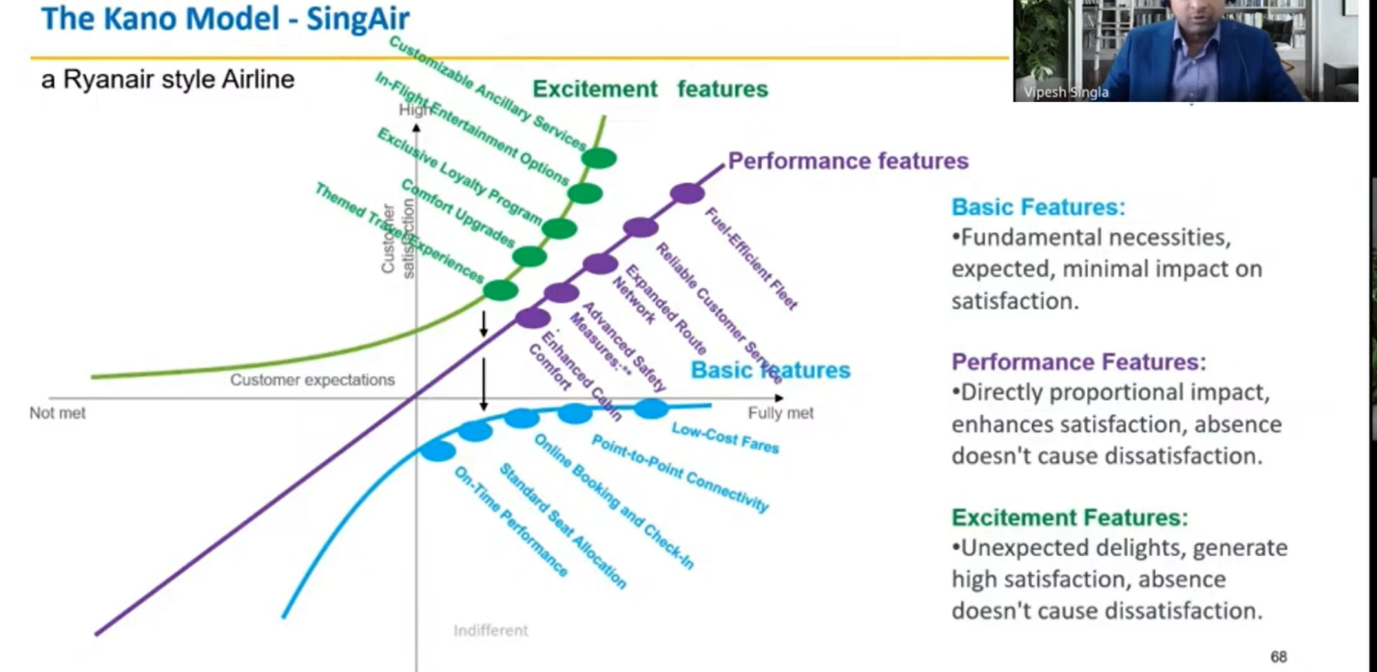 The Kano Model - SingAir
a Ryanair style Airline
Vipesh Singla
Excitement features
Customizable Ancillary Services
In-Flight Entertainment Options
Exclusive Loyalty Program
Comfort Upgrades
Themed Travel Experiences
High
Customer
satisfaction
Performance features
Fuel-Efficient Fleet
Reliable Customer Service
Expanded Route
Network
Advanced Safety
Measures:**
Enhanced Cabin
Comfort
Basic features
Customer expectations
Not met
Fully met
Low-Cost Fares
Point-to-Point Connectivity
Online Booking and Check-In
Standard Seat Allocation
On-Time Performance
Indifferent
Basic Features:
•Fundamental necessities,
expected, minimal impact on
satisfaction.
Performance Features:
•Directly proportional impact,
enhances satisfaction, absence
doesn't cause dissatisfaction.
Excitement Features:
•Unexpected delights, generate
high satisfaction, absence
doesn't cause dissatisfaction.
68